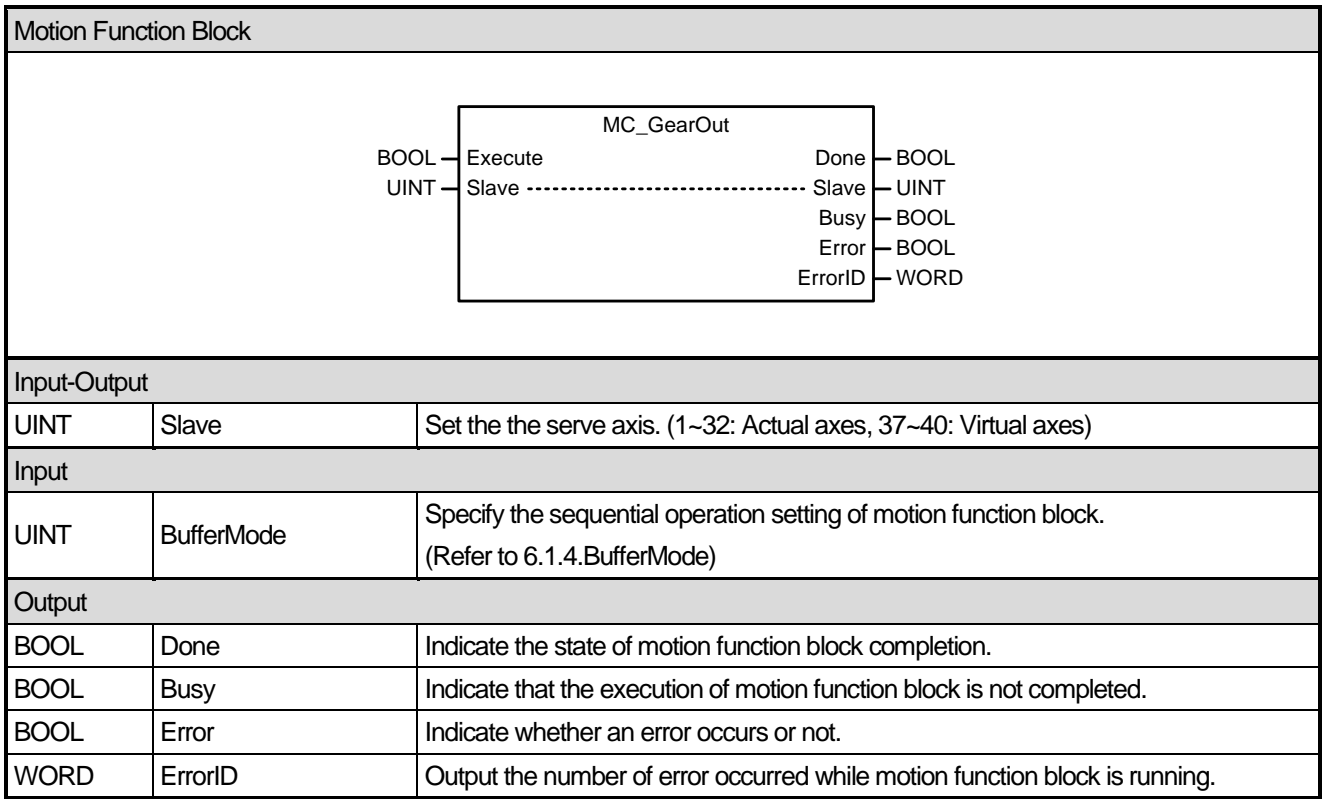 Motion Function Block
MC_GearOut
BOOL Execute Done BOOL
UINT Slave Slave UINT
Busy BOOL
Error BOOL
ErrorID WORD
Input-Output
UINT Slave Set the the serve axis. (1~32: Actual axes, 37~40: Virtual axes)
Input
UINT BufferMode Specify the sequential operation setting of motion function block.
(Refer to 6.1.4.BufferMode)
Output
BOOL Done Indicate the state of motion function block completion.
BOOL Busy Indicate that the execution of motion function block is not completed.
BOOL Error Indicate whether an error occurs or not.
WORD ErrorID Output the number of error occurred while motion function block is running.